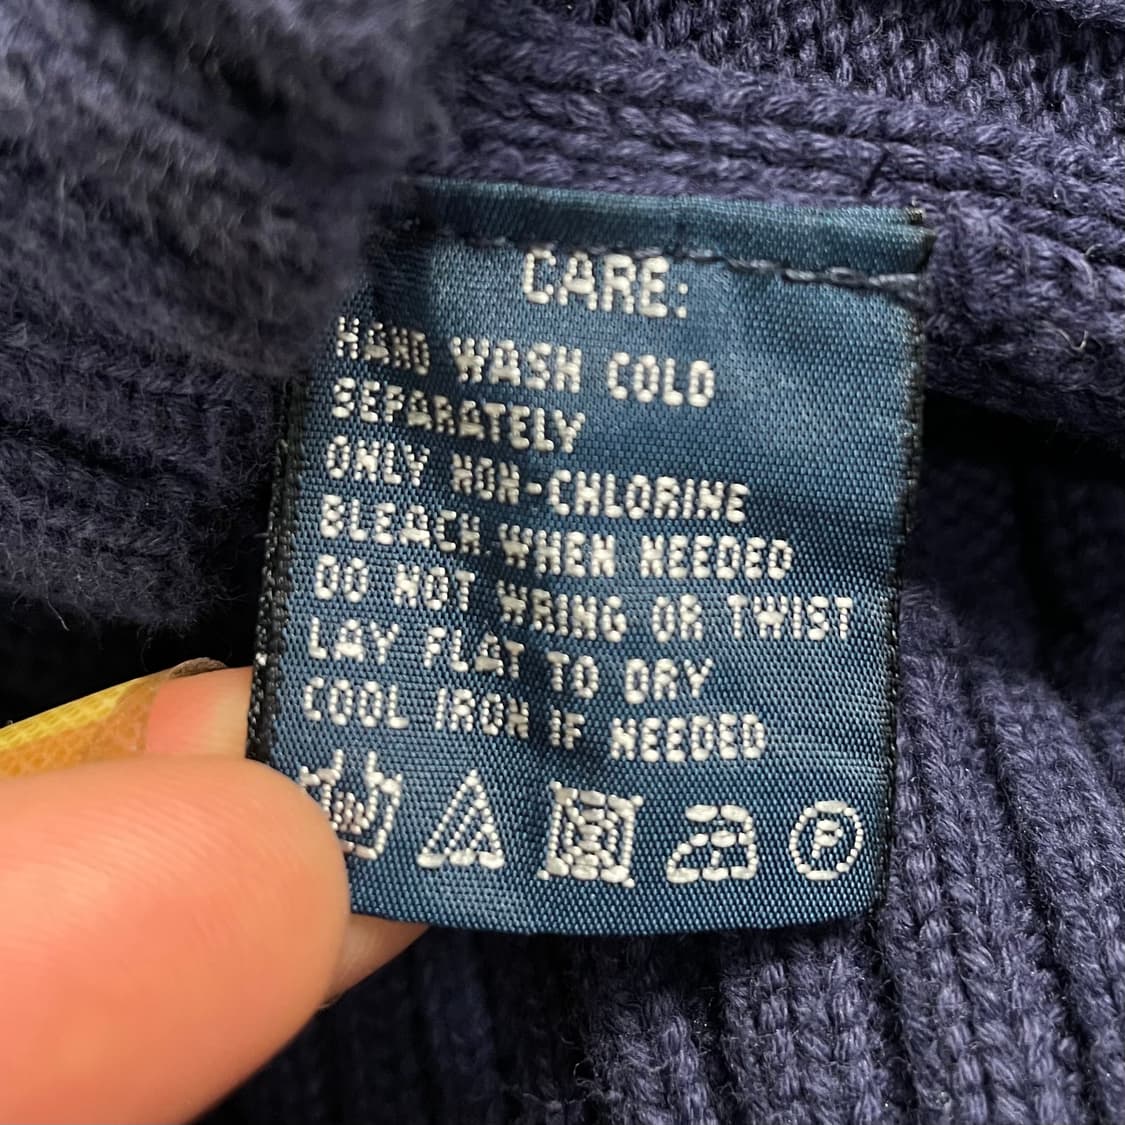 CARE:
HAND WASH COLD
SEPARATELY
ONLY NON-CHLORINE
BLEACH WHEN NEEDED
DO NOT WRING OR TWIST
LAY FLAT TO DRY
COOL IRON IF NEEDED
P